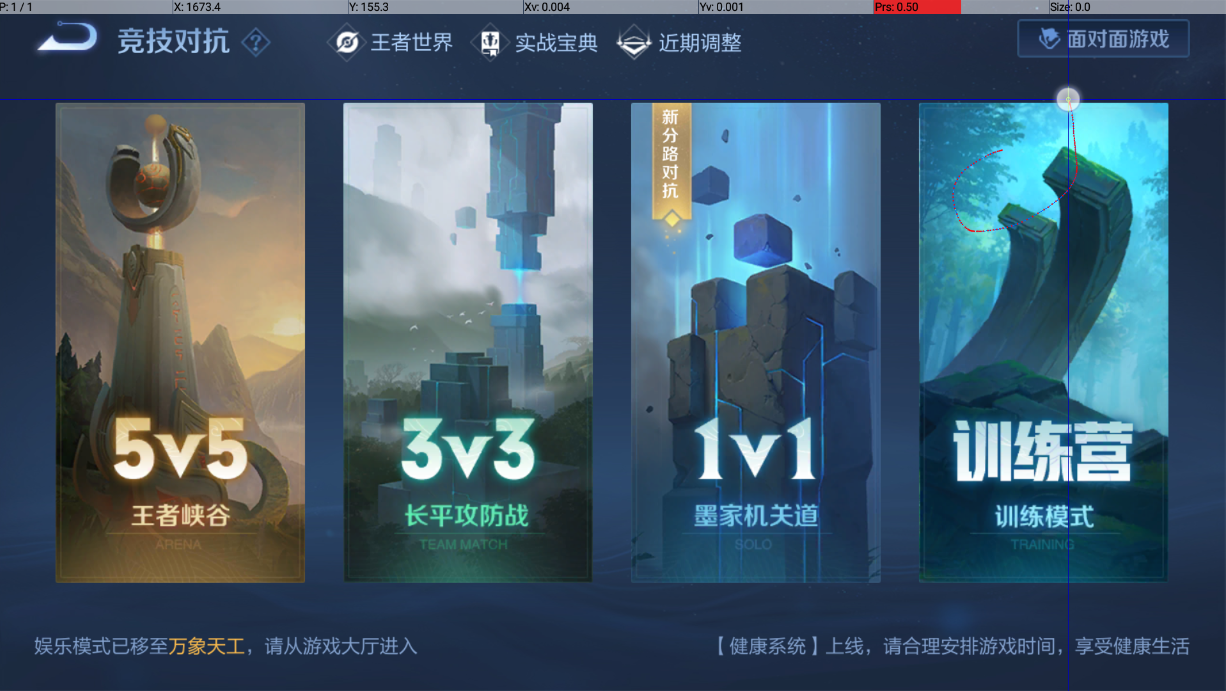 P: 1 / 1 X: 1673.4 Y: 155.3 Xv: 0.004 Yv: 0.001 Prs: 0.50 Size: 0.0
竞技对抗 ? 王者世界 实战宝典 近期调整 面对面游戏
新分路对抗
5v5
王者峡谷
ARENA
3v3
长平攻防战
TEAM MATCH
1v1
墨家机关道
SOLO
训练营
训练模式
TRAINING
娱乐模式已移至万象天工，请从游戏大厅进入
【健康系统】上线，请合理安排游戏时间，享受健康生活